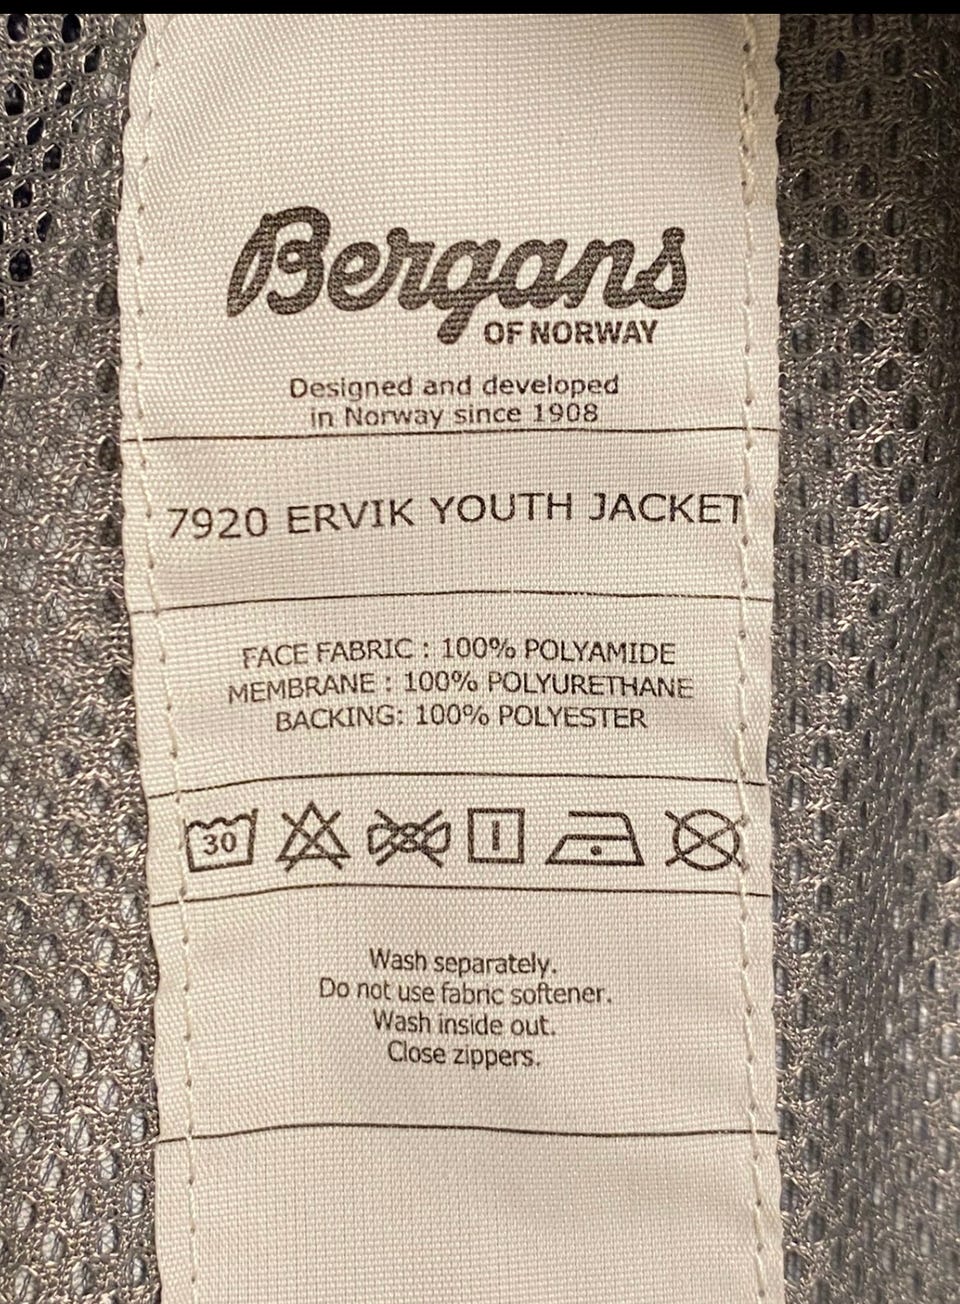 Bergans
OF NORWAY
Designed and developed
in Norway since 1908
7920 ERVIK YOUTH JACKET
FACE FABRIC : 100% POLYAMIDE
MEMBRANE : 100% POLYURETHANE
BACKING: 100% POLYESTER
30
Wash separately.
Do not use fabric softener.
Wash inside out.
Close zippers.